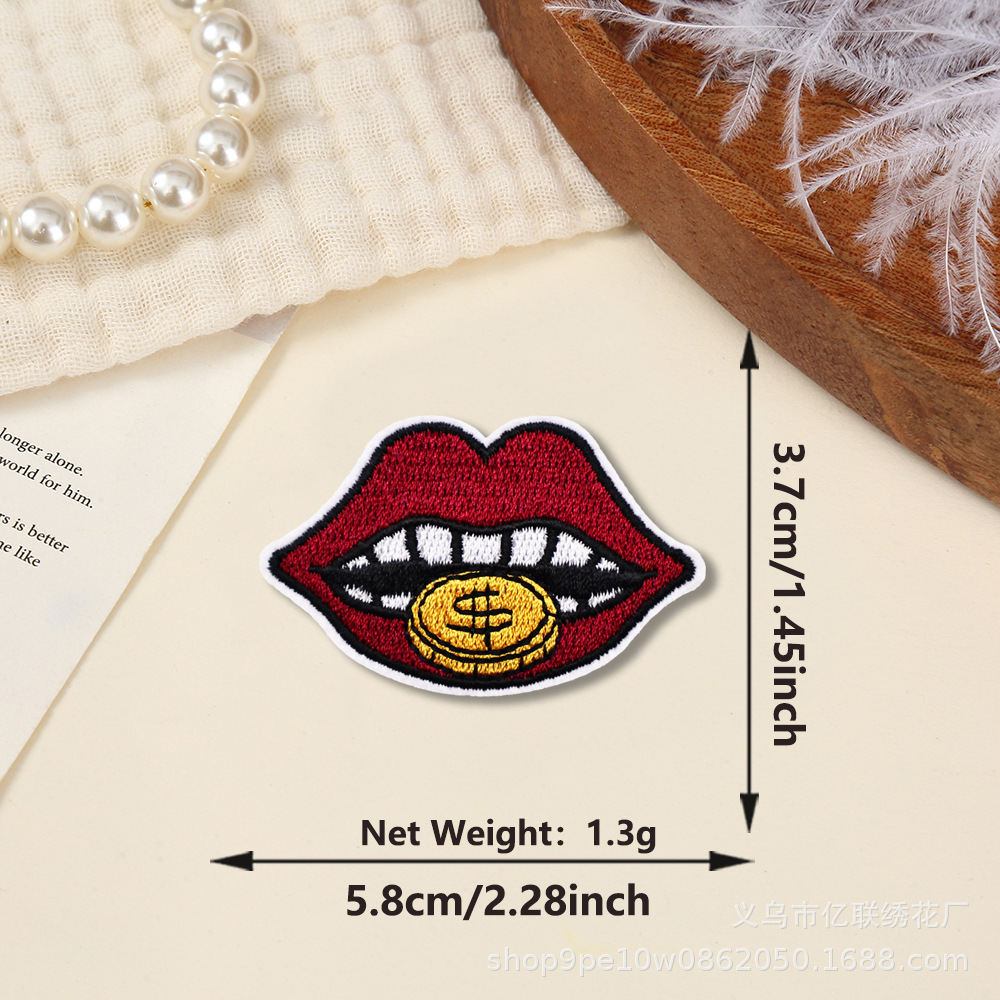 longer alone.
world for him.
rs is better
ne like
$
3.7cm/1.45inch
Net Weight: 1.3g
5.8cm/2.28inch
义乌市亿联绣花厂
shop9pe10w0862050.1688.com